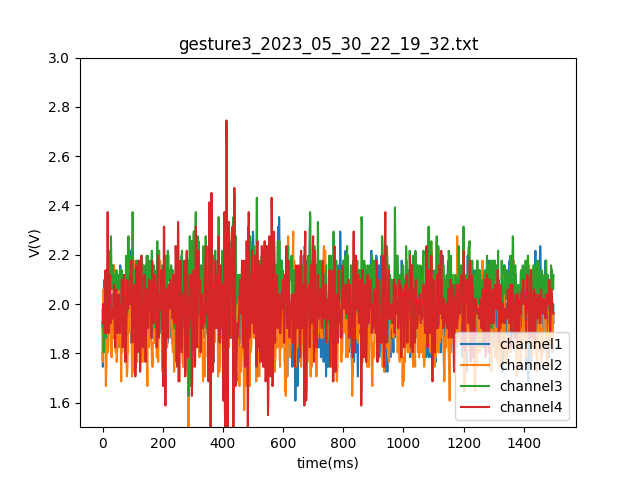 gesture3_2023_05_30_22_19_32.txt
3.0
2.8
2.6
2.4
2.2
2.0
1.8
1.6
V(V)
channel1
channel2
channel3
channel4
0 200 400 600 800 1000 1200 1400
time(ms)